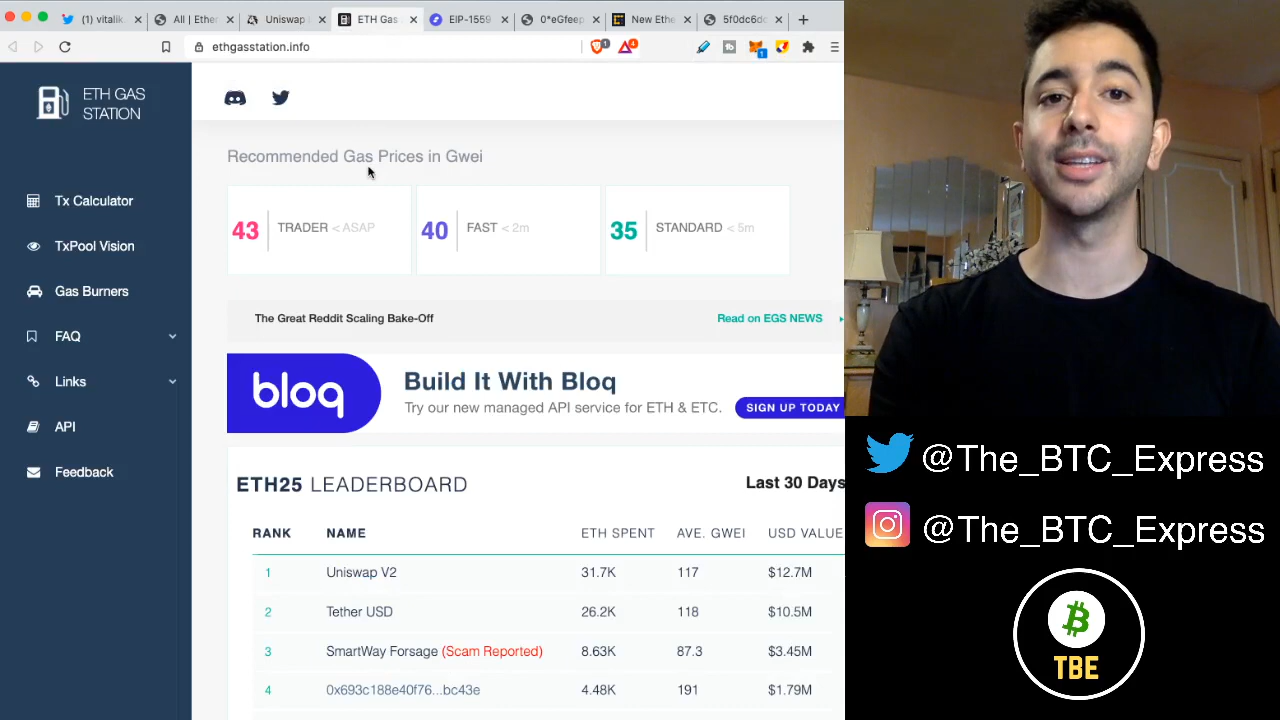 (1) vitalik
All | Ether
Uniswap I
ETH Gas
EIP-1559
0*eGfeep
New Ethe
5f0dc6dc
ethgasstation.info
1
4
1
ETH GAS
STATION
Tx Calculator
TxPool Vision
Gas Burners
FAQ
Links
API
Feedback
Recommended Gas Prices in Gwei
43 TRADER < ASAP
40 FAST < 2m
35 STANDARD < 5m
The Great Reddit Scaling Bake-Off
Read on EGS NEWS
bloq
Build It With Bloq
Try our new managed API service for ETH & ETC.
SIGN UP TODAY
ETH25 LEADERBOARD
Last 30 Days
RANK NAME ETH SPENT AVE. GWEI USD VALUE
1 Uniswap V2 31.7K 117 $12.7M
2 Tether USD 26.2K 118 $10.5M
3 SmartWay Forsage (Scam Reported) 8.63K 87.3 $3.45M
4 0x693c188e40f76...bc43e 4.48K 191 $1.79M
@The_BTC_Express
@The_BTC_Express
TBE